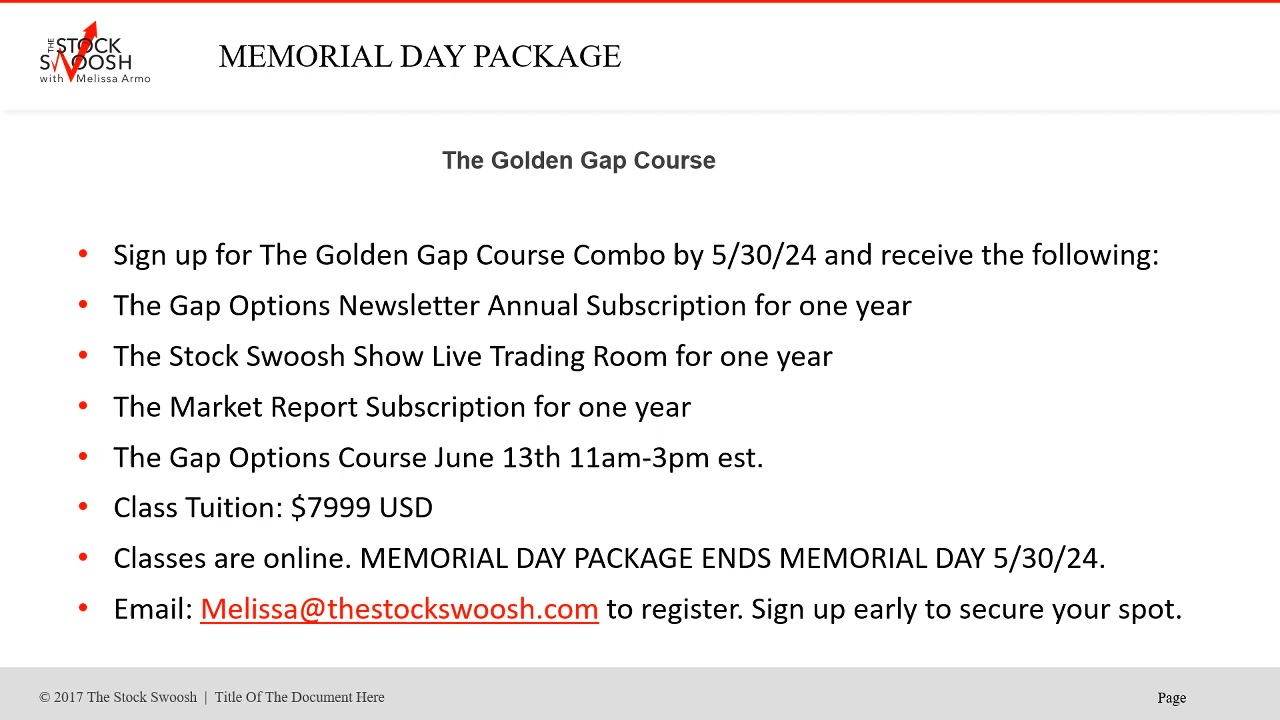 THE STOCK
SWOOSH
with Melissa Armo
MEMORIAL DAY PACKAGE
The Golden Gap Course
• Sign up for The Golden Gap Course Combo by 5/30/24 and receive the following:
• The Gap Options Newsletter Annual Subscription for one year
• The Stock Swoosh Show Live Trading Room for one year
• The Market Report Subscription for one year
• The Gap Options Course June 13th 11am-3pm est.
• Class Tuition: $7999 USD
• Classes are online. MEMORIAL DAY PACKAGE ENDS MEMORIAL DAY 5/30/24.
• Email: Melissa@thestockswoosh.com to register. Sign up early to secure your spot.
© 2017 The Stock Swoosh | Title Of The Document Here
Page